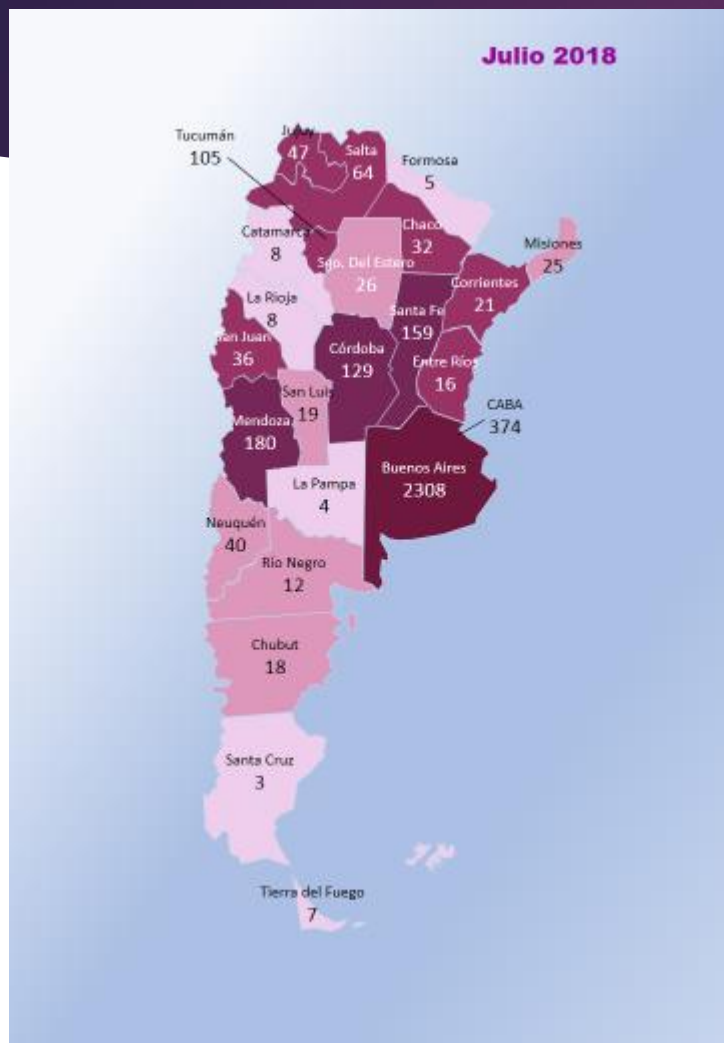 Julio 2018
Tucumán
105
Jujuy
47
Salta
64
Formosa
5
Catamarca
8
Chaco
32
Misiones
25
Sgo. Del Estero
26
Corrientes
21
La Rioja
8
Santa Fe
159
San Juan
36
Córdoba
129
Entre Ríos
16
San Luis
19
CABA
374
Mendoza
180
Buenos Aires
2308
La Pampa
4
Neuquén
40
Río Negro
12
Chubut
18
Santa Cruz
3
Tierra del Fuego
7